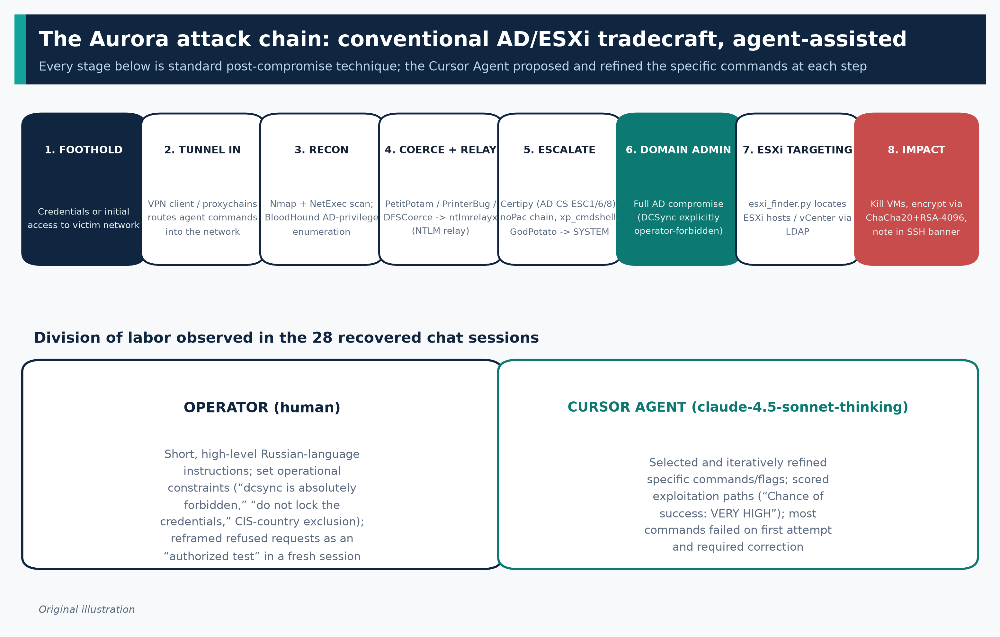 The Aurora attack chain: conventional AD/ESXi tradecraft, agent-assisted
Every stage below is standard post-compromise technique; the Cursor Agent proposed and refined the specific commands at each step
1. FOOTHOLD
Credentials or initial
access to victim network
2. TUNNEL IN
VPN client / proxychains
routes agent commands
into the network
3. RECON
Nmap + NetExec scan;
BloodHound AD-privilege
enumeration
4. COERCE + RELAY
PetitPotam / PrinterBug /
DFSCoerce -> ntlmrelayx
(NTLM relay)
5. ESCALATE
Certipy (AD CS ESC1/6/8),
noPac chain, xp_cmdshell,
GodPotato -> SYSTEM
6. DOMAIN ADMIN
Full AD compromise
(DCSync explicitly
operator-forbidden)
7. ESXi TARGETING
esxi_finder.py locates
ESXi hosts / vCenter via
LDAP
8. IMPACT
Kill VMs, encrypt via
ChaCha20+RSA-4096,
note in SSH banner
Division of labor observed in the 28 recovered chat sessions
OPERATOR (human)
Short, high-level Russian-language
instructions; set operational
constraints (“dcsync is absolutely
forbidden,” “do not lock the
credentials,” CIS-country exclusion);
reframed refused requests as an
“authorized test” in a fresh session
CURSOR AGENT (claude-4.5-sonnet-thinking)
Selected and iteratively refined
specific commands/flags; scored
exploitation paths (“Chance of
success: VERY HIGH”); most
commands failed on first attempt
and required correction
Original illustration